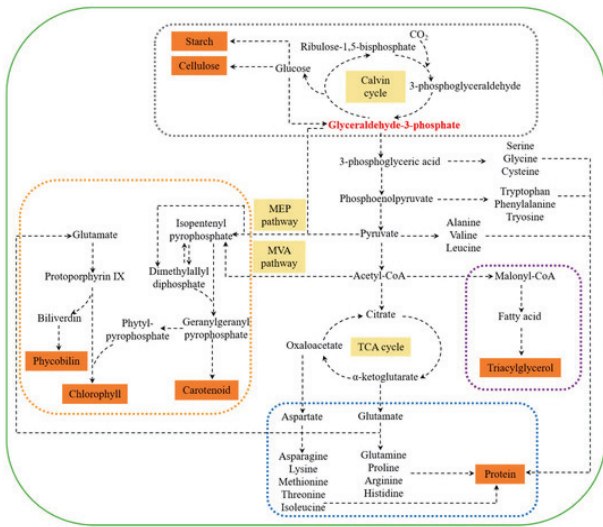 Starch
CO2
Ribulose-1,5-bisphosphate
Cellulose
Glucose
Calvin
cycle
3-phosphoglyceraldehyde
Glyceraldehyde-3-phosphate
3-phosphoglyceric acid
Serine
Glycine
Cysteine
Phosphoenolpyruvate
Tryptophan
Phenylalanine
Tryosine
MEP
pathway
Pyruvate
Alanine
Valine
Leucine
MVA
pathway
Acetyl-CoA
Malonyl-CoA
Fatty acid
Triacylglycerol
Glutamate
Isopentenyl
pyrophosphate
Protoporphyrin IX
Dimethylallyl
diphosphate
Biliverdin
Phytyl-
pyrophosphate
Geranylgeranyl
pyrophosphate
Phycobilin
Chlorophyll
Carotenoid
Citrate
Oxaloacetate
TCA cycle
α-ketoglutarate
Aspartate
Glutamate
Asparagine
Lysine
Methionine
Threonine
Isoleucine
Glutamine
Proline
Arginine
Histidine
Protein